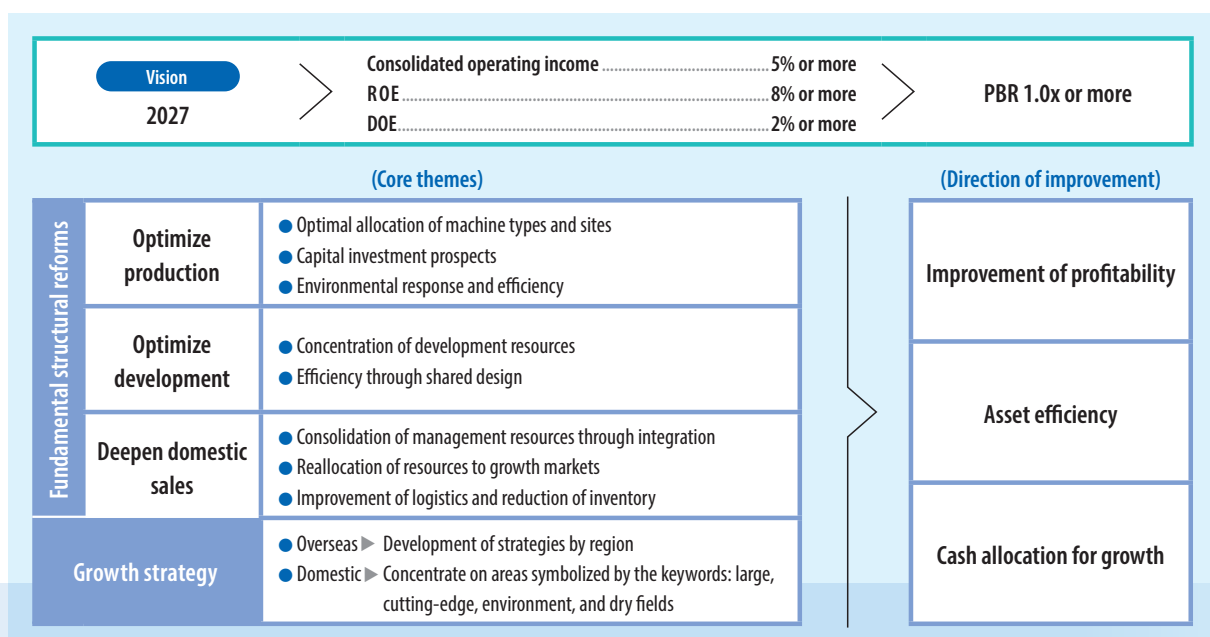 Vision
2027
Consolidated operating income 5% or more
ROE 8% or more
DOE 2% or more
PBR 1.0x or more
(Core themes)
(Direction of improvement)
Fundamental structural reforms
Optimize
production
● Optimal allocation of machine types and sites
● Capital investment prospects
● Environmental response and efficiency
Optimize
development
● Concentration of development resources
● Efficiency through shared design
Deepen domestic
sales
● Consolidation of management resources through integration
● Reallocation of resources to growth markets
● Improvement of logistics and reduction of inventory
Growth strategy
● Overseas ▶ Development of strategies by region
● Domestic ▶ Concentrate on areas symbolized by the keywords: large,
cutting-edge, environment, and dry fields
Improvement of profitability
Asset efficiency
Cash allocation for growth